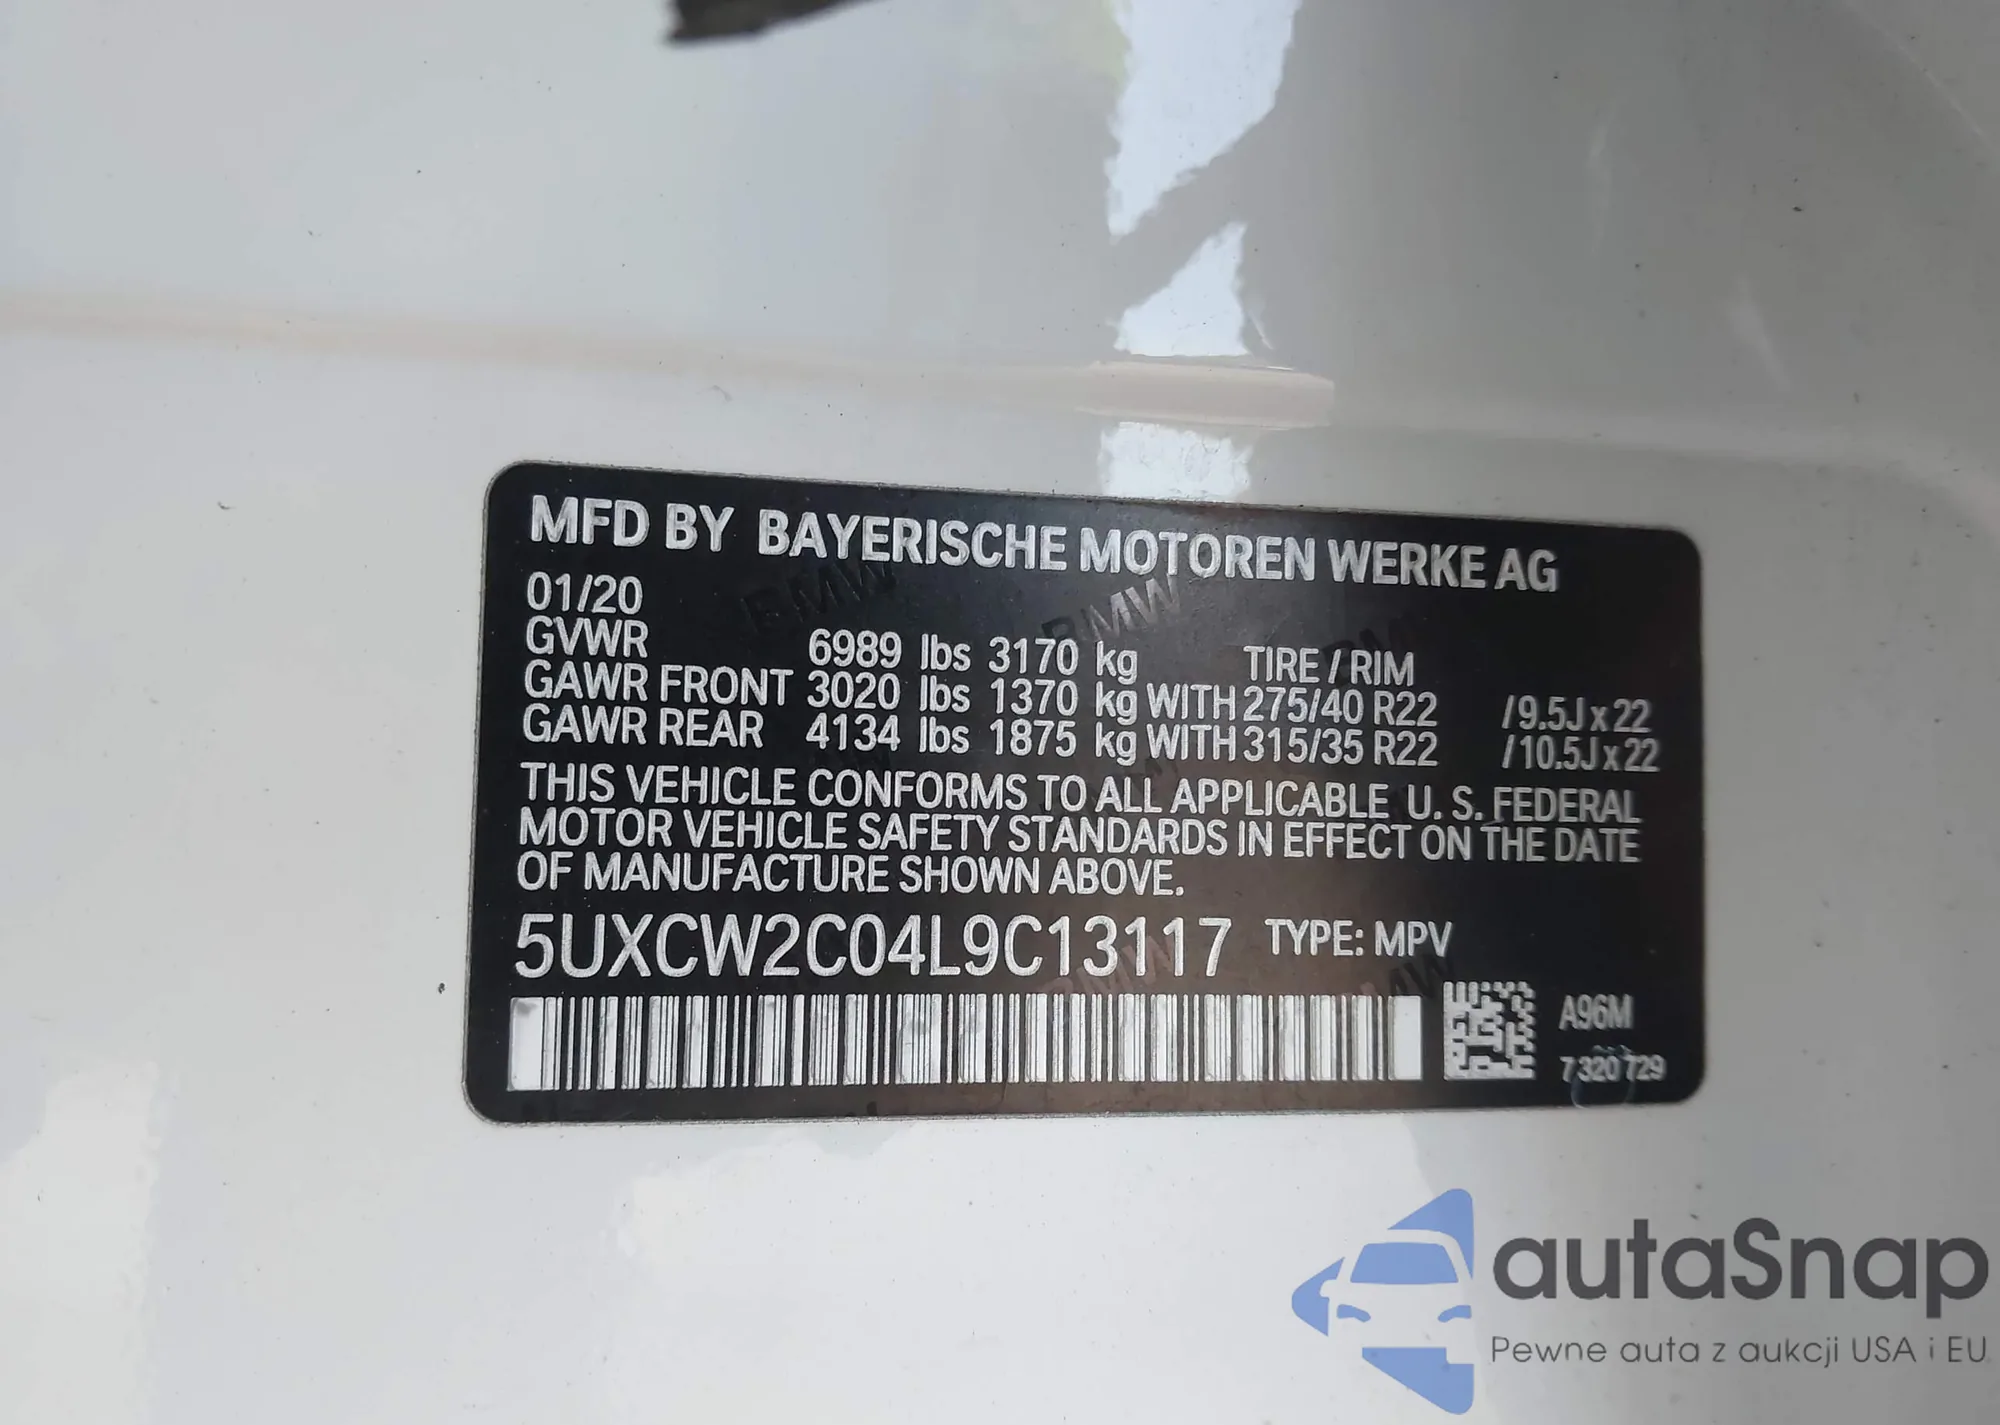 MFD BY BAYERISCHE MOTOREN WERKE AG
01/20
GVWR 6989 lbs 3170 kg TIRE / RIM
GAWR FRONT 3020 lbs 1370 kg WITH 275/40 R22 /9.5J x 22
GAWR REAR 4134 lbs 1875 kg WITH 315/35 R22 /10.5J x 22
THIS VEHICLE CONFORMS TO ALL APPLICABLE U. S. FEDERAL
MOTOR VEHICLE SAFETY STANDARDS IN EFFECT ON THE DATE
OF MANUFACTURE SHOWN ABOVE.
5UXCW2C04L9C13117 TYPE: MPV
A96M
7 320 729
autaSnap
Pewne auta z aukcji USA i EU